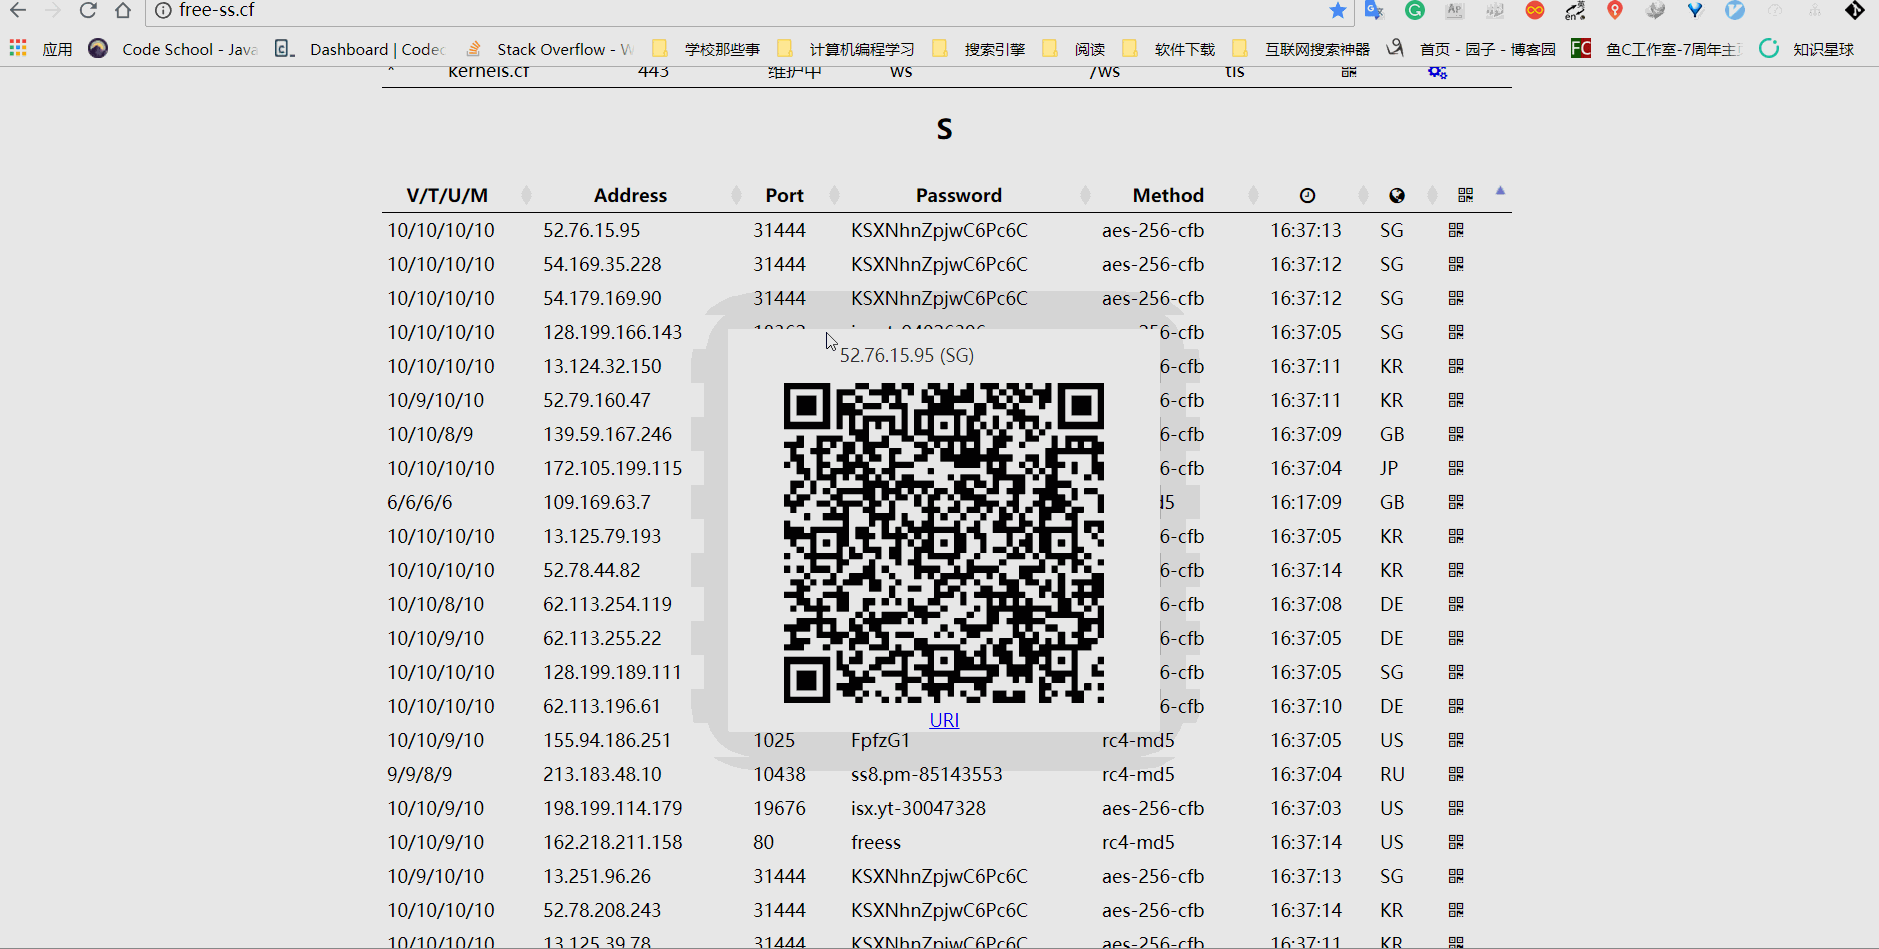 free-ss.cf
应用 Code School - Java Dashboard | Codec Stack Overflow - W 学校那些事 计算机编程学习 搜索引擎 阅读 软件下载 互联网搜索神器 首页 - 园子 - 博客园 鱼C工作室-7周年主 知识星球
kernels.cf 443 维护中 ws /ws tls
S
V/T/U/M Address Port Password Method
10/10/10/10 52.76.15.95 31444 KSXNhnZpjwC6Pc6C aes-256-cfb 16:37:13 SG
10/10/10/10 54.169.35.228 31444 KSXNhnZpjwC6Pc6C aes-256-cfb 16:37:12 SG
10/10/10/10 54.179.169.90 31444 KSXNhnZpjwC6Pc6C aes-256-cfb 16:37:12 SG
10/10/10/10 128.199.166.143 -256-cfb 16:37:05 SG
52.76.15.95 (SG)
10/10/10/10 13.124.32.150 6-cfb 16:37:11 KR
10/9/10/10 52.79.160.47 6-cfb 16:37:11 KR
10/10/8/9 139.59.167.246 6-cfb 16:37:09 GB
10/10/10/10 172.105.199.115 6-cfb 16:37:04 JP
6/6/6/6 109.169.63.7 d5 16:17:09 GB
10/10/10/10 13.125.79.193 6-cfb 16:37:05 KR
10/10/10/10 52.78.44.82 6-cfb 16:37:14 KR
10/10/8/10 62.113.254.119 6-cfb 16:37:08 DE
10/10/9/10 62.113.255.22 6-cfb 16:37:05 DE
10/10/10/10 128.199.189.111 6-cfb 16:37:05 SG
10/10/10/10 62.113.196.61 6-cfb 16:37:10 DE
URI
10/10/9/10 155.94.186.251 1025 FpfzG1 rc4-md5 16:37:05 US
9/9/8/9 213.183.48.10 10438 ss8.pm-85143553 rc4-md5 16:37:04 RU
10/10/9/10 198.199.114.179 19676 isx.yt-30047328 aes-256-cfb 16:37:03 US
10/10/9/10 162.218.211.158 80 freess rc4-md5 16:37:14 US
10/9/10/10 13.251.96.26 31444 KSXNhnZpjwC6Pc6C aes-256-cfb 16:37:13 SG
10/10/10/10 52.78.208.243 31444 KSXNhnZpjwC6Pc6C aes-256-cfb 16:37:14 KR
10/10/10/10 13.125.39.78 31444 KSXNhnZpjwC6Pc6C aes-256-cfb 16:37:11 KR